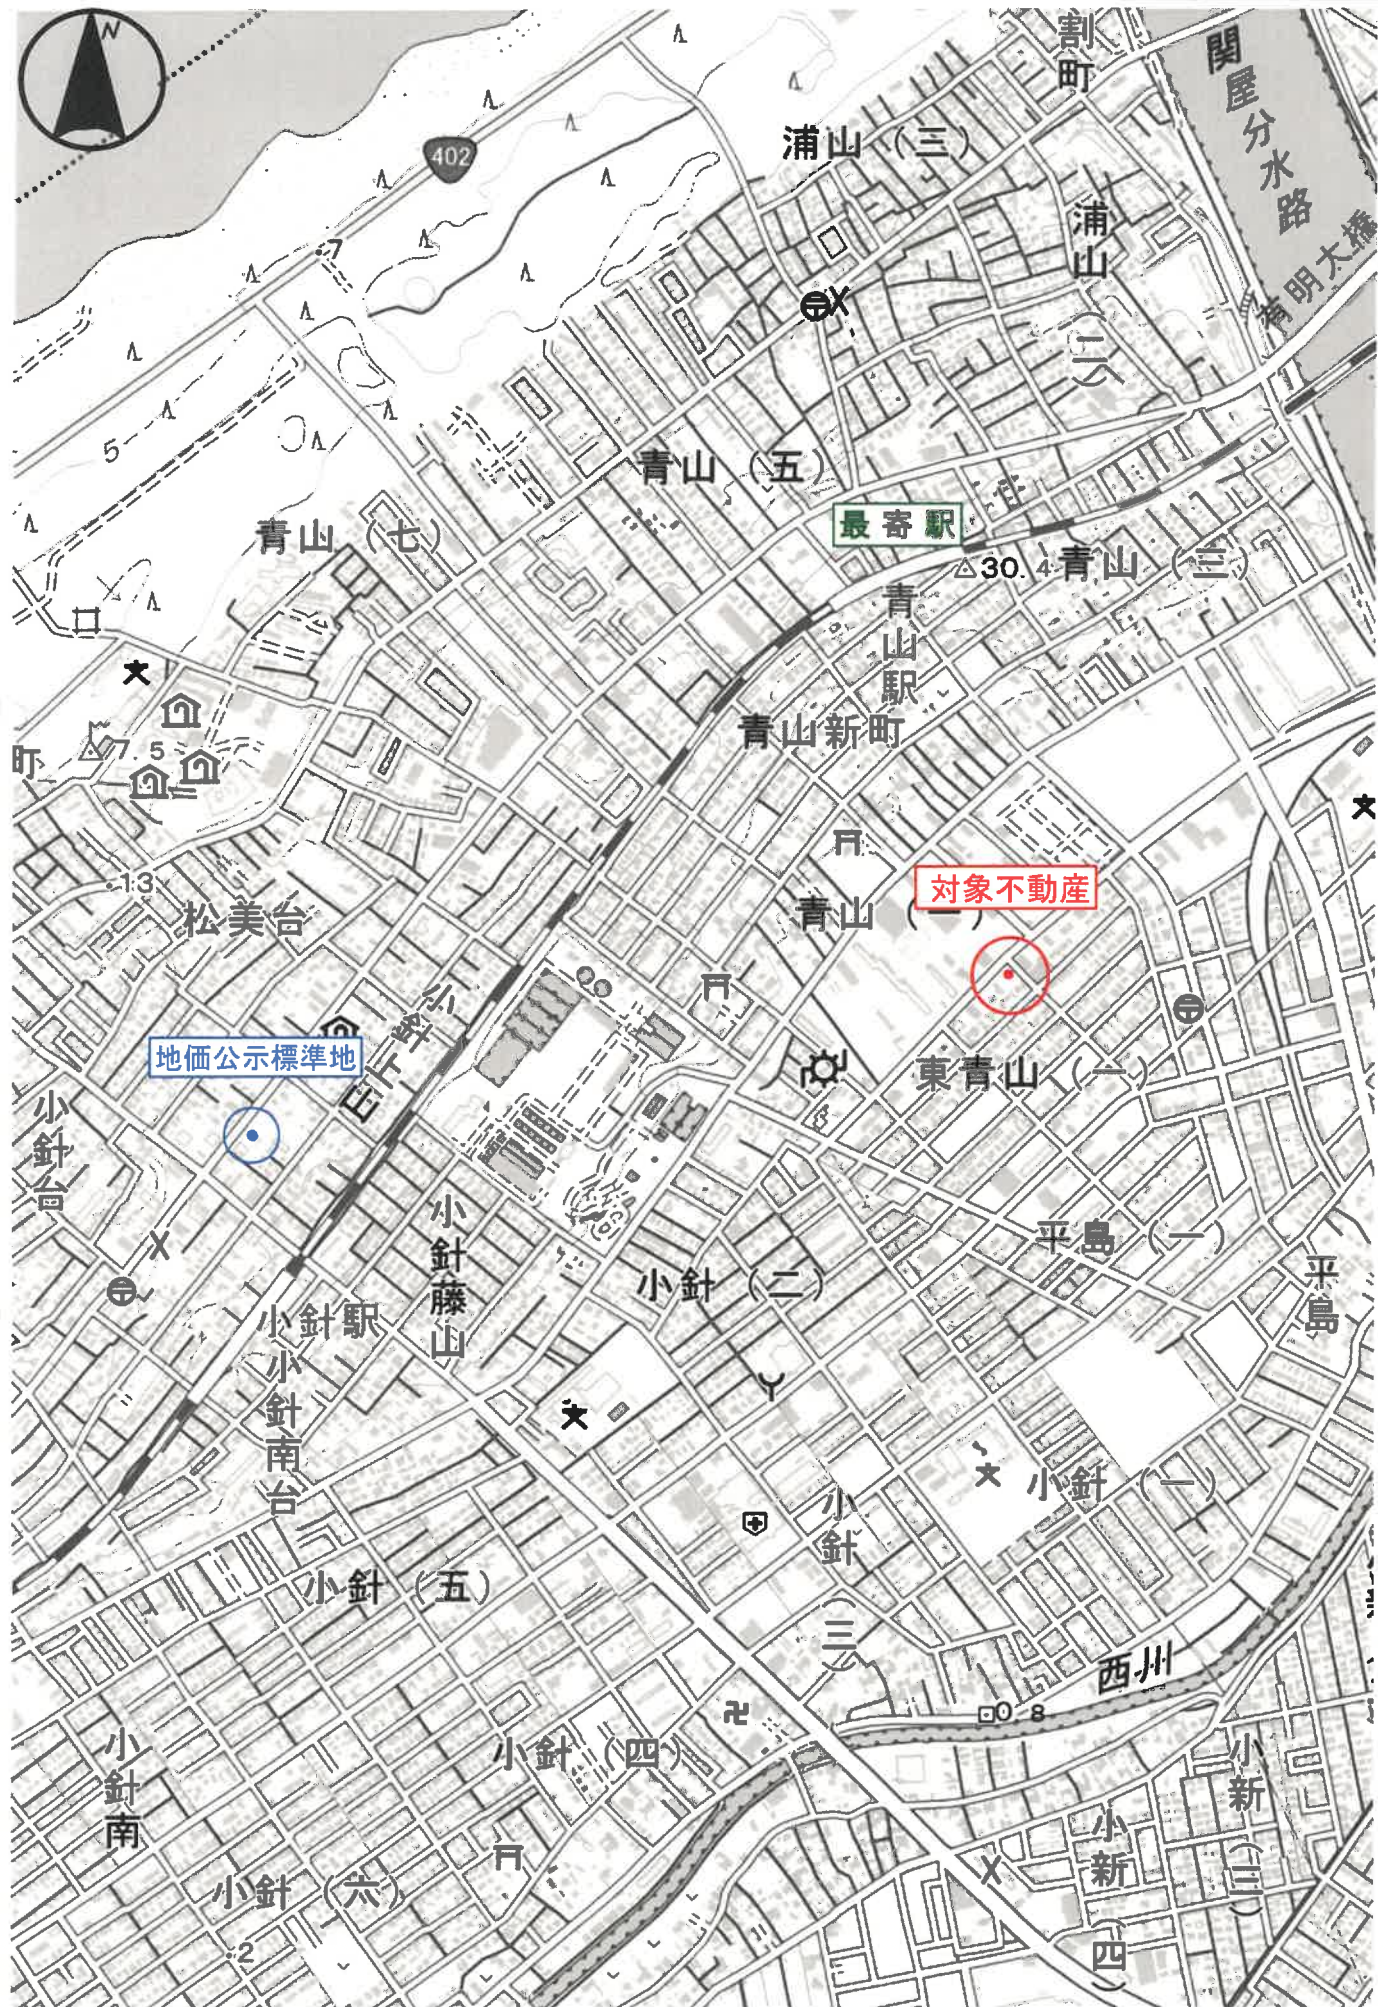 N
割町
関屋分水路
402
浦山(三)
浦山(二)
有明大橋
7
5
青山(五)
最寄駅
青山(七)
30.4
青山(三)
青山駅
青山新町
町
7.5
対象不動産
13
松美台
青山(一)
小針上山
地価公示標準地
東青山(一)
小針台
小針藤山
平島(一)
平島
小針(二)
小針駅
小針南台
小針(一)
小針(三)
小針(五)
西川
0.8
小針南
小針(四)
小新(三)
小新(四)
小針(六)
2